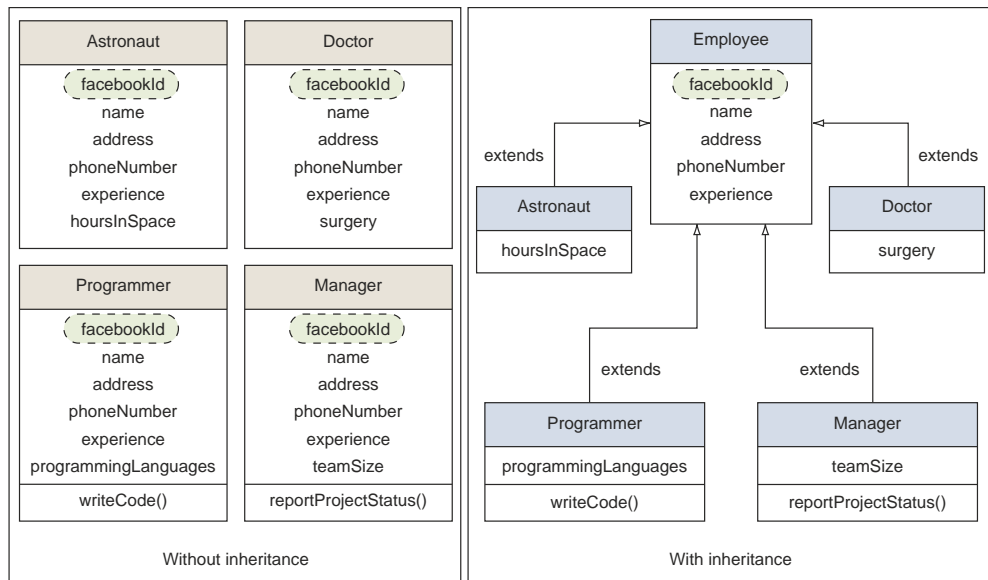 Astronaut
facebookId
name
address
phoneNumber
experience
hoursInSpace
Doctor
facebookId
name
address
phoneNumber
experience
surgery
Programmer
facebookId
name
address
phoneNumber
experience
programmingLanguages
writeCode()
Manager
facebookId
name
address
phoneNumber
experience
teamSize
reportProjectStatus()
Without inheritance
Employee
facebookId
name
address
phoneNumber
experience
extends
extends
Astronaut
hoursInSpace
Doctor
surgery
extends
extends
Programmer
programmingLanguages
writeCode()
Manager
teamSize
reportProjectStatus()
With inheritance